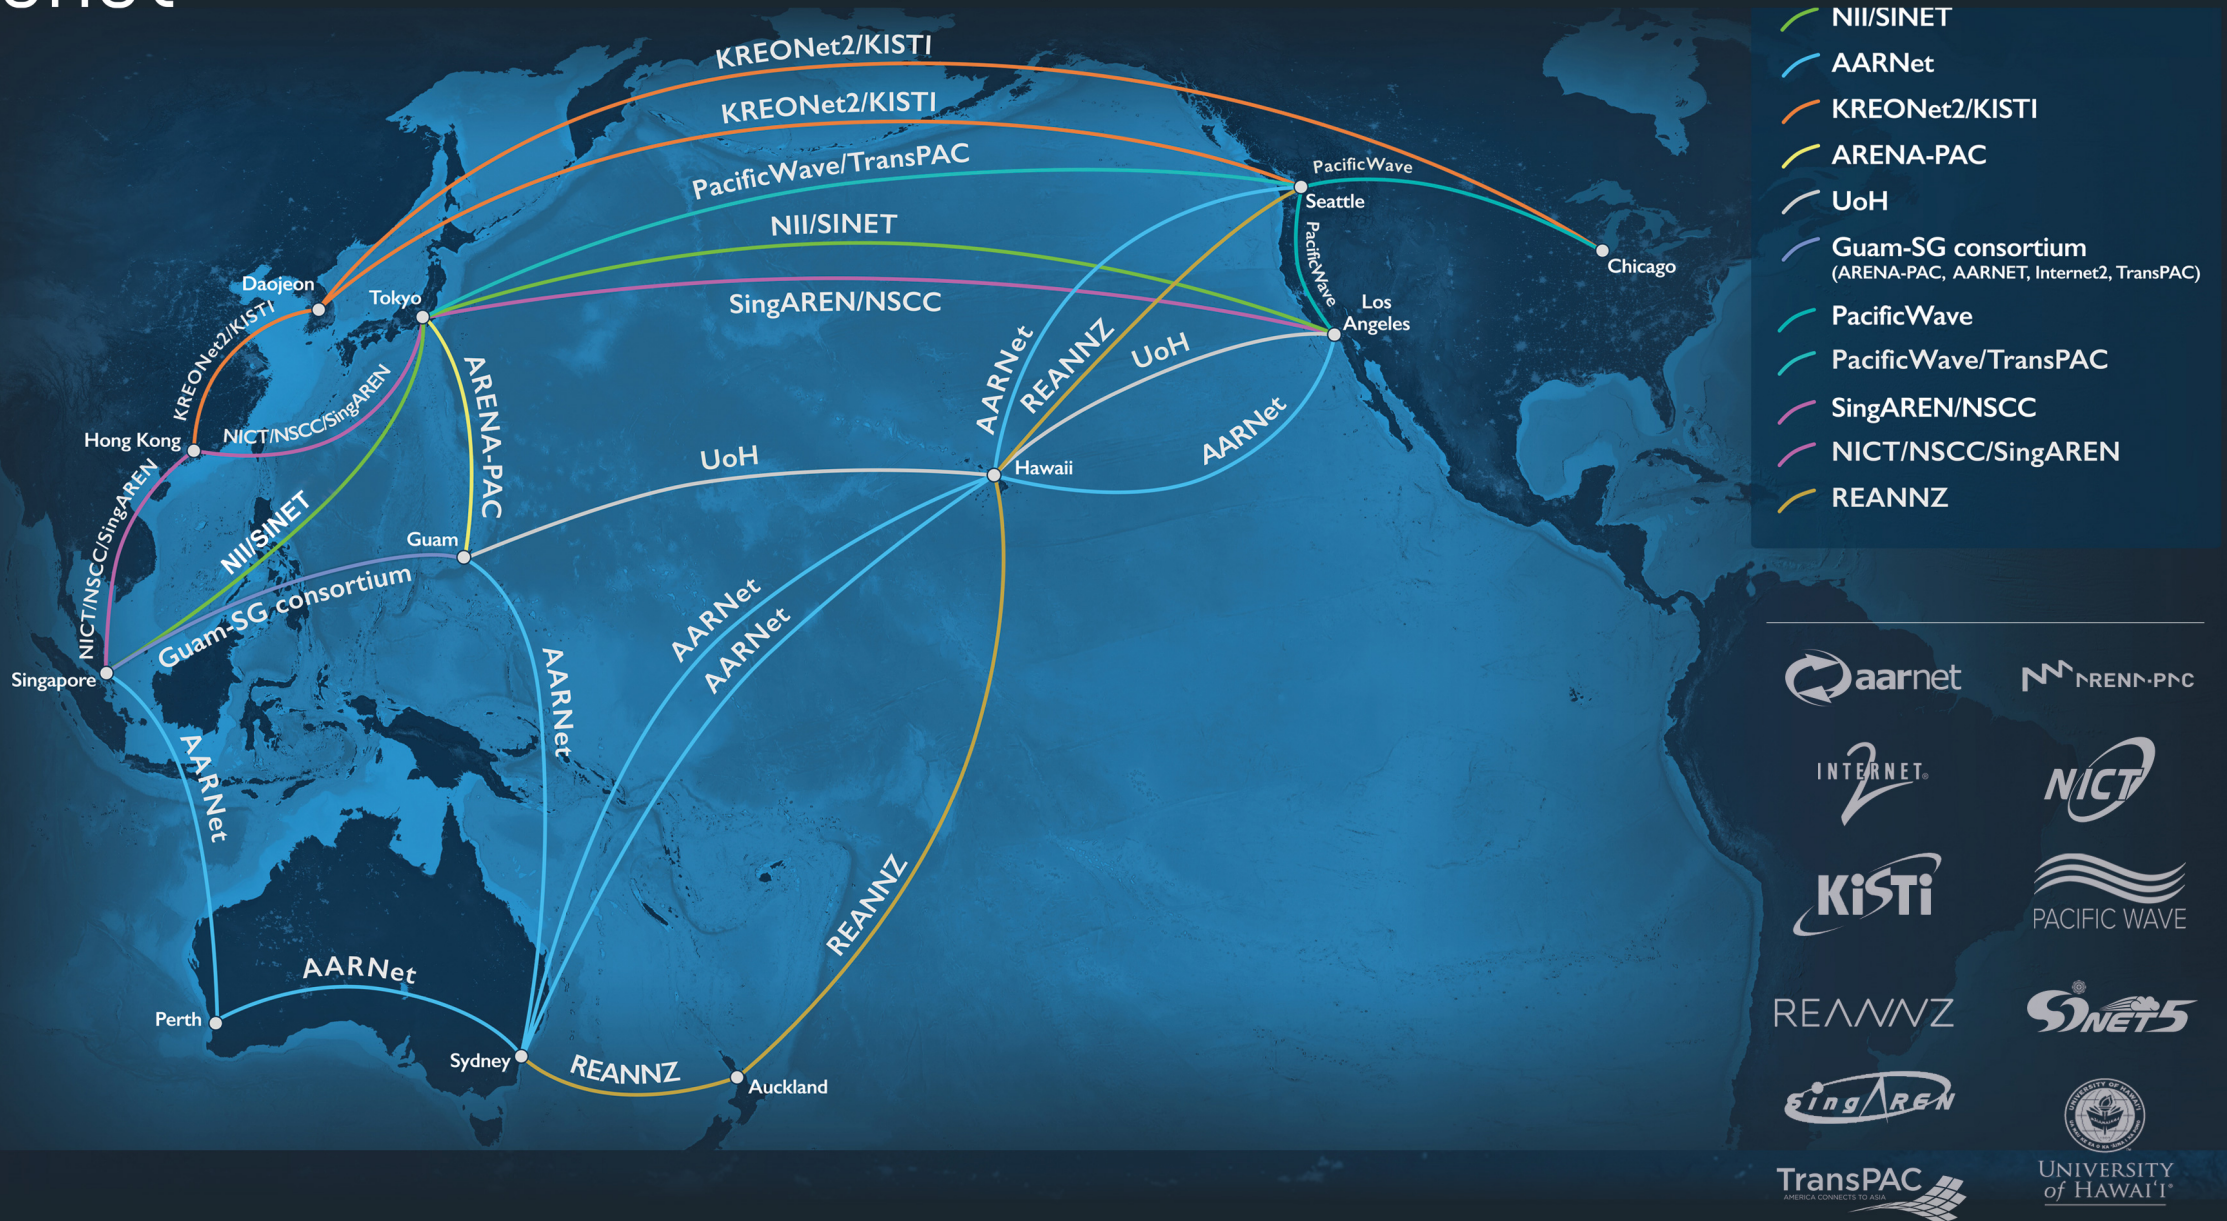 KREONet2/KISTI
KREONet2/KISTI
PacificWave/TransPAC
PacificWave
Seattle
NII/SINET
PacificWave
Chicago
Daojeon
Tokyo
SingAREN/NSCC
Los
Angeles
KREONet2/KISTI
ARENA-PAC
AARNet
REANNZ
UoH
NICT/NSCC/SingAREN
Hong Kong
AARNet
UoH
Hawaii
NICT/NSCC/SingAREN
NII/SINET
Guam
Guam-SG consortium
AARNet
AARNet
AARNet
Singapore
AARNet
REANNZ
AARNet
Perth
Sydney
REANNZ
Auckland
NII/SINET
AARNet
KREONet2/KISTI
ARENA-PAC
UoH
Guam-SG consortium
(ARENA-PAC, AARNET, Internet2, TransPAC)
PacificWave
PacificWave/TransPAC
SingAREN/NSCC
NICT/NSCC/SingAREN
REANNZ
aarnet
ARENA-PAC
INTERNET 2®
NICT
KiSTi
PACIFIC WAVE
REANNZ
SINET5
SingAREN
UNIVERSITY
of HAWAI‘I®
TransPAC
AMERICA CONNECTS TO ASIA